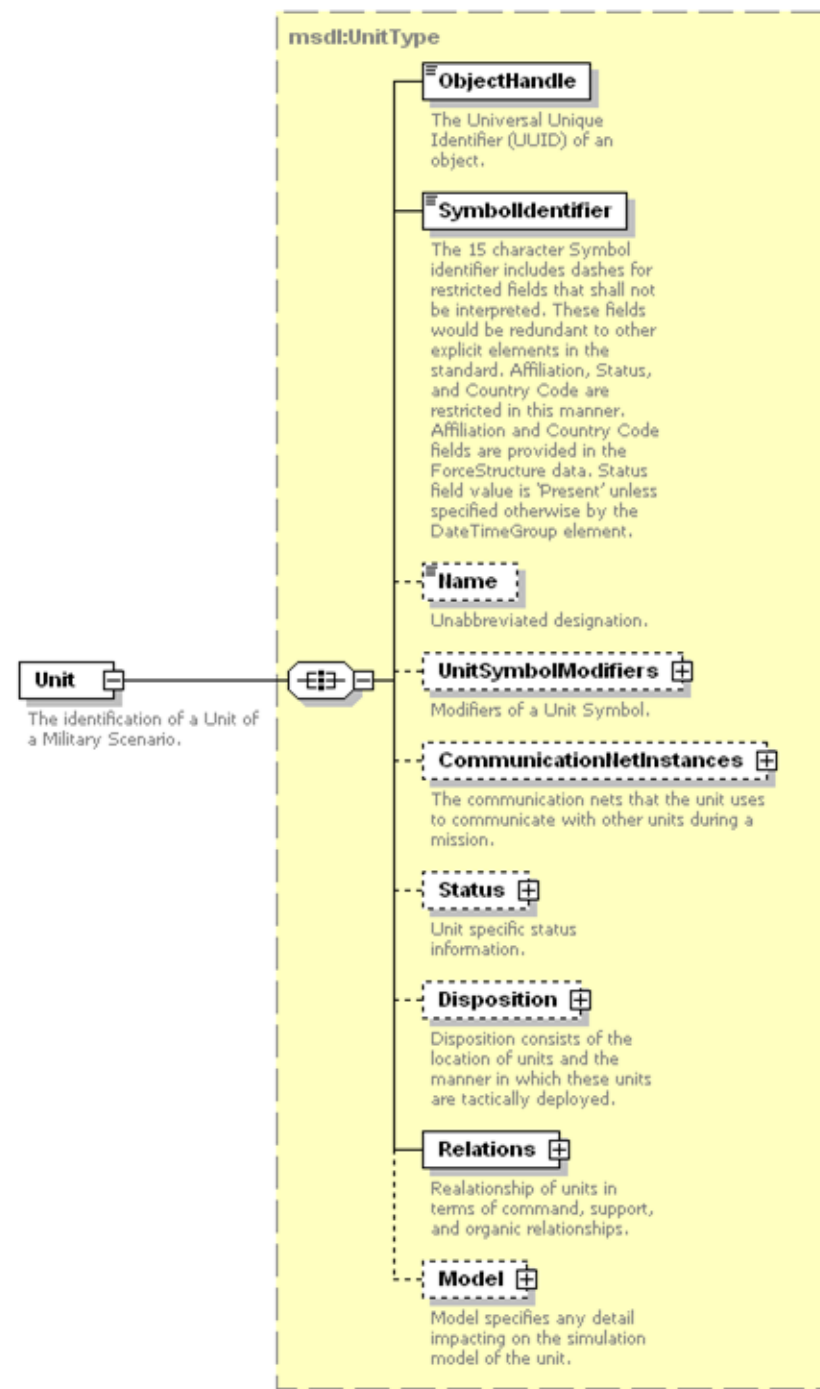 msdl:UnitType
ObjectHandle
The Universal Unique
Identifier (UUID) of an
object.
SymbolIdentifier
The 15 character Symbol
identifier includes dashes for
restricted fields that shall not
be interpreted. These fields
would be redundant to other
explicit elements in the
standard. Affiliation, Status,
and Country Code are
restricted in this manner.
Affiliation and Country Code
fields are provided in the
ForceStructure data. Status
field value is 'Present' unless
specified otherwise by the
DateTimeGroup element.
Name
Unabbreviated designation.
Unit
The identification of a Unit of
a Military Scenario.
UnitSymbolModifiers
Modifiers of a Unit Symbol.
CommunicationNetInstances
The communication nets that the unit uses
to communicate with other units during a
mission.
Status
Unit specific status
information.
Disposition
Disposition consists of the
location of units and the
manner in which these units
are tactically deployed.
Relations
Realationship of units in
terms of command, support,
and organic relationships.
Model
Model specifies any detail
impacting on the simulation
model of the unit.